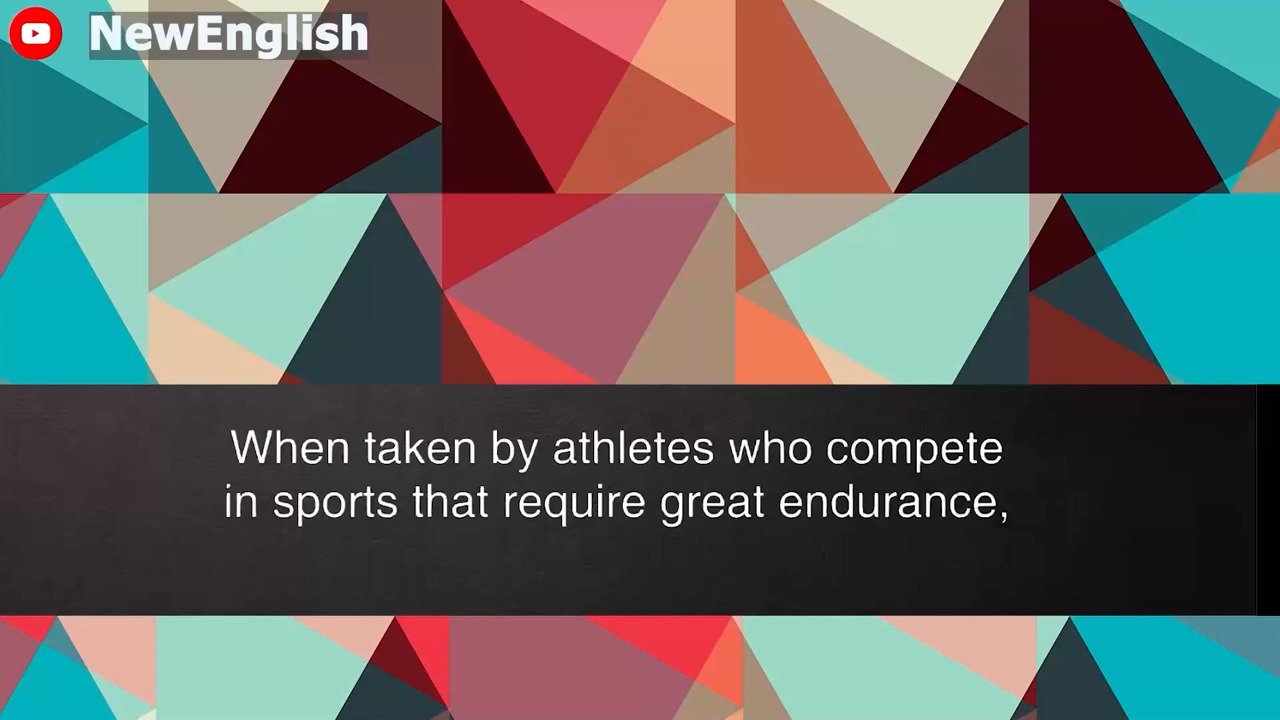 NewEnglish
When taken by athletes who compete
in sports that require great endurance,